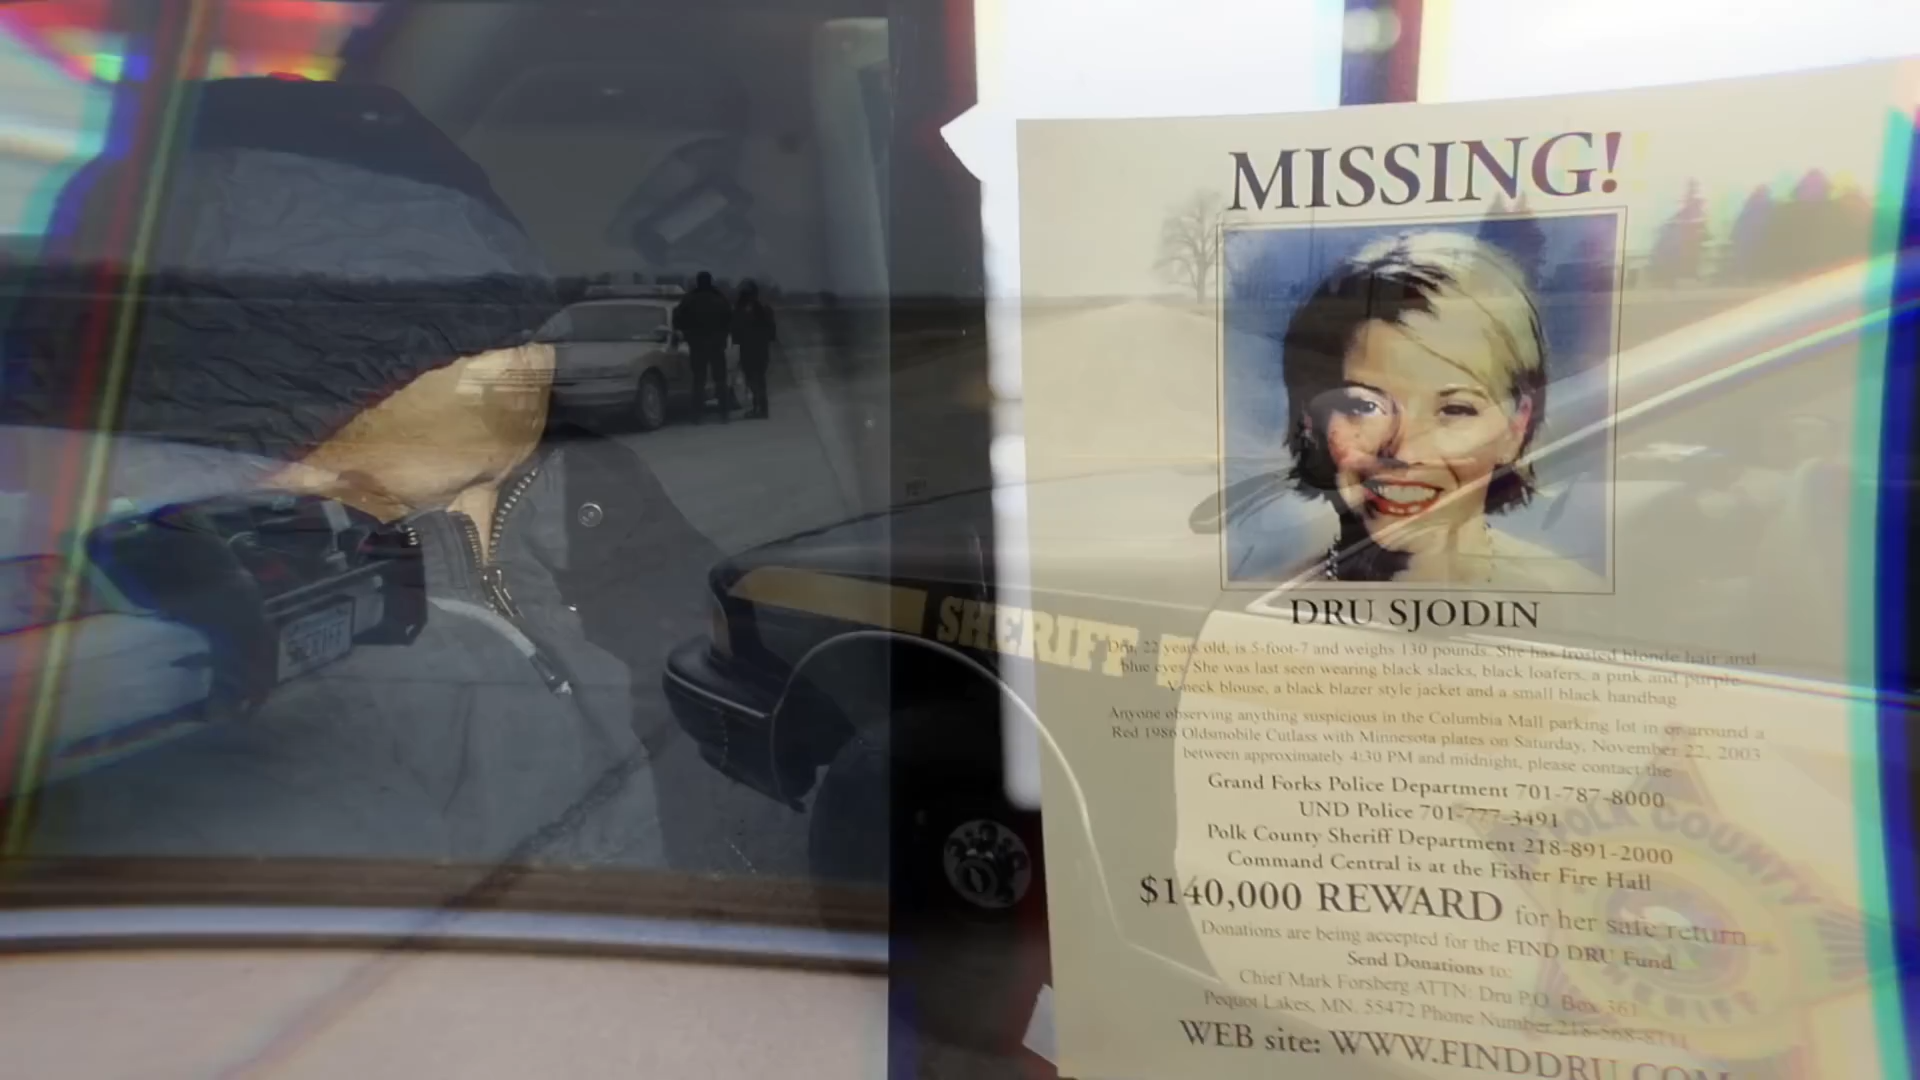 SHERIFF
SHERIFF
MISSING!
DRU SJODIN
Dru, 22 years old, is 5-foot-7 and weighs 130 pounds. She has frosted blonde hair and
blue eyes. She was last seen wearing black slacks, black loafers, a pink and purple
V-neck blouse, a black blazer style jacket and a small black handbag
Anyone observing anything suspicious in the Columbia Mall parking lot in or around a
Red 1986 Oldsmobile Cutlass with Minnesota plates on Saturday, November 22, 2003
between approximately 4:30 PM and midnight, please contact the
Grand Forks Police Department 701-787-8000
UND Police 701-777-3491
Polk County Sheriff Department 218-891-2000
Command Central is at the Fisher Fire Hall
$140,000 REWARD for her safe return
Donations are being accepted for the FIND DRU Fund
Send Donations to:
Chief Mark Forsberg ATTN: Dru P.O. Box 361
Pequot Lakes, MN. 55472 Phone Number
WEB site: WWW.FINDDRU.COM
POLK COUNTY
SHERIFF